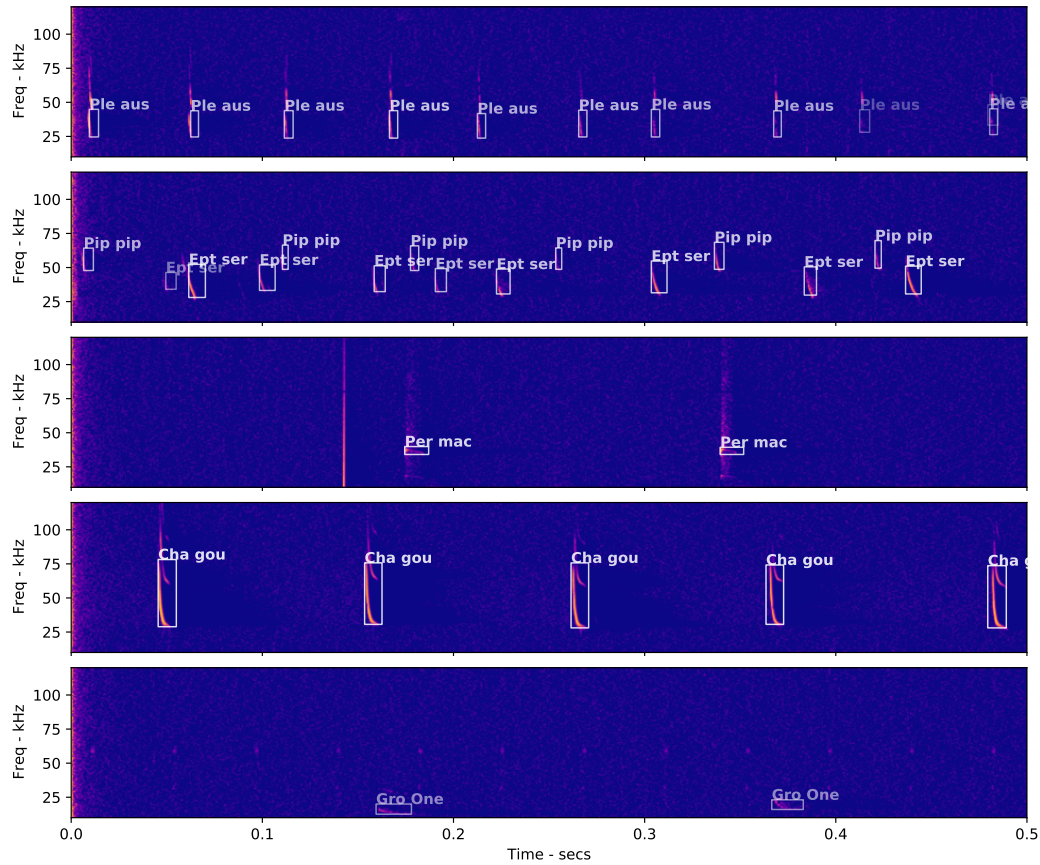 Freq - kHz
100
75
50
25
Ple aus Ple aus Ple aus Ple aus Ple aus Ple aus Ple aus Ple aus Ple aus Ple a
Freq - kHz
100
75
50
25
Pip pip Ept ser Ept ser Ept ser Pip pip Ept ser Pip pip Ept ser Ept ser Pip pip Ept ser Pip pip Ept ser Pip pip Ept ser
Freq - kHz
100
75
50
25
Per mac Per mac
Freq - kHz
100
75
50
25
Cha gou Cha gou Cha gou Cha gou Cha g
Freq - kHz
100
75
50
25
Gro One Gro One
0.0 0.1 0.2 0.3 0.4 0.5
Time - secs